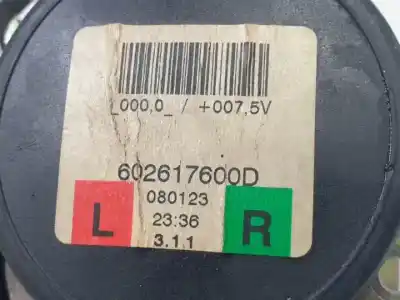 _000,0_ / +007,5V
602617600D
080123
L
23:36
R
3.1.1